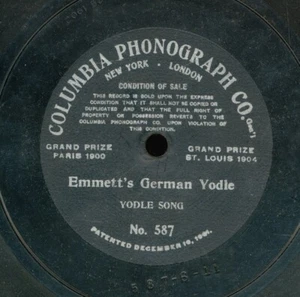 COLUMBIA PHONOGRAPH CO. Gen'l
NEW YORK · LONDON
CONDITION OF SALE
THIS RECORD IS SOLD UPON THE EXPRESS
CONDITION THAT IT SHALL NOT BE COPIED OR
DUPLICATED AND THAT THE FULL RIGHT OF
PROPERTY OR POSSESSION REVERTS TO THE
COLUMBIA PHONOGRAPH CO. UPON VIOLATION OF
THIS CONDITION.
GRAND PRIZE
PARIS 1900
GRAND PRIZE
ST. LOUIS 1904
Emmett's German Yodle
YODLE SONG
No. 587
PATENTED DECEMBER 10, 1901.